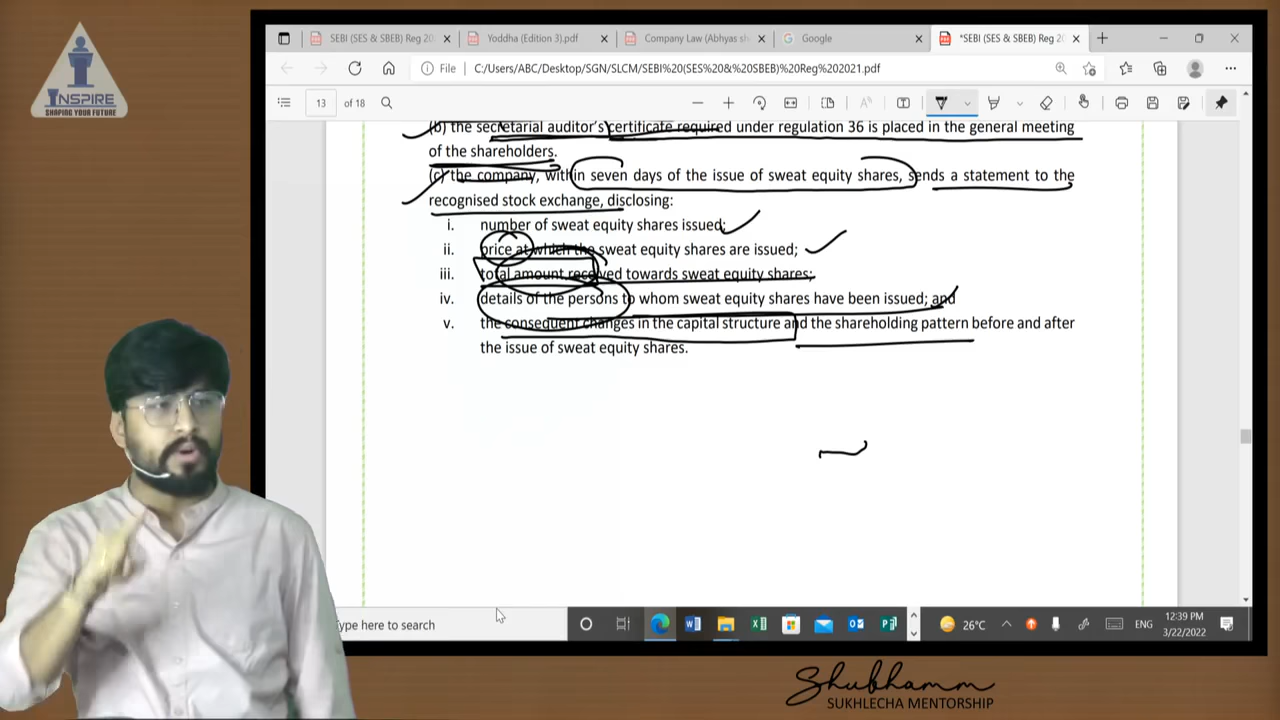 INSPIRE
SHAPING YOUR FUTURE
SEBI (SES & SBEB) Reg 20
Yoddha (Edition 3).pdf
Company Law (Abhyas sh
Google
*SEBI (SES & SBEB) Reg 2
File
C:/Users/ABC/Desktop/SGN/SLCM/SEBI%20(SES%20&%20SBEB)%20Reg%202021.pdf
13 of 18
(b) the secretarial auditor's certificate required under regulation 36 is placed in the general meeting
of the shareholders.
(c) the company, within seven days of the issue of sweat equity shares, sends a statement to the
recognised stock exchange, disclosing:
i. number of sweat equity shares issued;
ii. price at which the sweat equity shares are issued;
iii. total amount received towards sweat equity shares;
iv. details of the persons to whom sweat equity shares have been issued; and
v. the consequent changes in the capital structure and the shareholding pattern before and after
the issue of sweat equity shares.
ype here to search
26°C
ENG
12:39 PM
3/22/2022
Shubhamm
SUKHLECHA MENTORSHIP